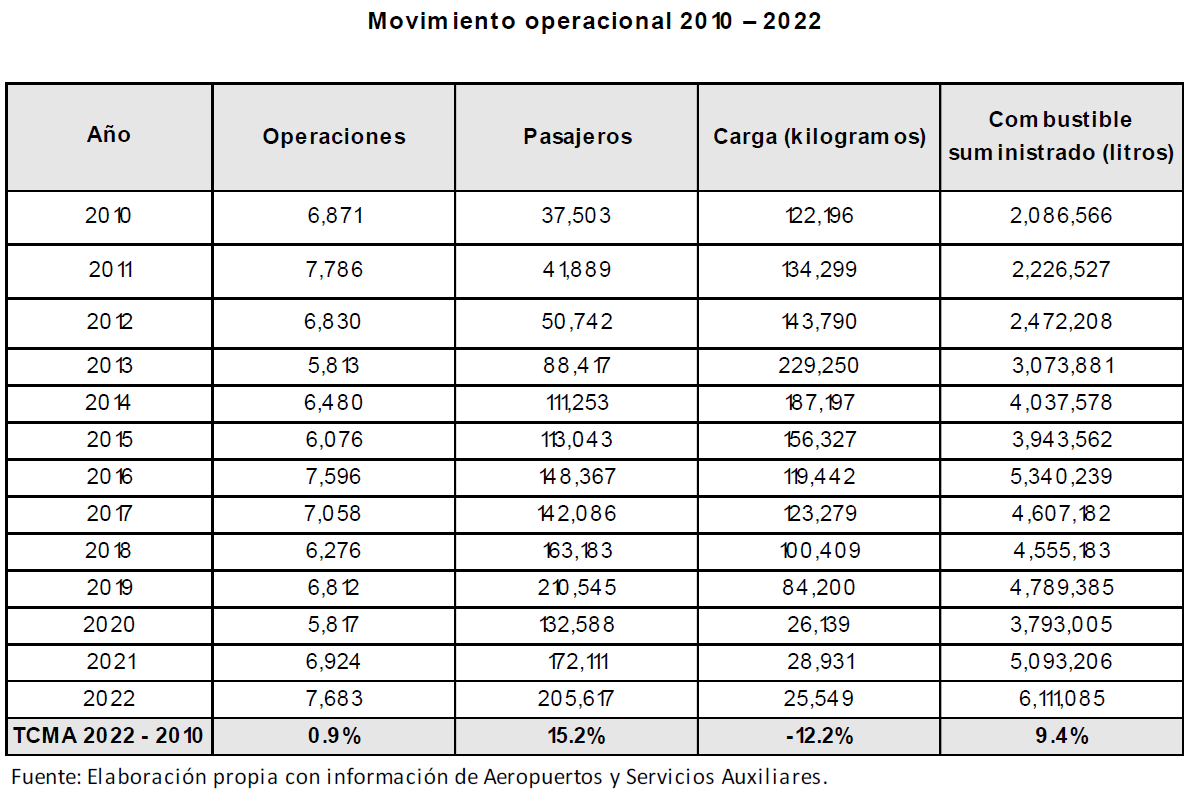 Movimiento operacional 2010 – 2022
Año Operaciones Pasajeros Carga (kilogramos) Combustible
suministrado (litros)
2010 6,871 37,503 122,196 2,086,566
2011 7,786 41,889 134,299 2,226,527
2012 6,830 50,742 143,790 2,472,208
2013 5,813 88,417 229,250 3,073,881
2014 6,480 111,253 187,197 4,037,578
2015 6,076 113,043 156,327 3,943,562
2016 7,596 148,367 119,442 5,340,239
2017 7,058 142,086 123,279 4,607,182
2018 6,276 163,183 100,409 4,555,183
2019 6,812 210,545 84,200 4,789,385
2020 5,817 132,588 26,139 3,793,005
2021 6,924 172,111 28,931 5,093,206
2022 7,683 205,617 25,549 6,111,085
TCMA 2022 - 2010 0.9% 15.2% -12.2% 9.4%
Fuente: Elaboración propia con información de Aeropuertos y Servicios Auxiliares.